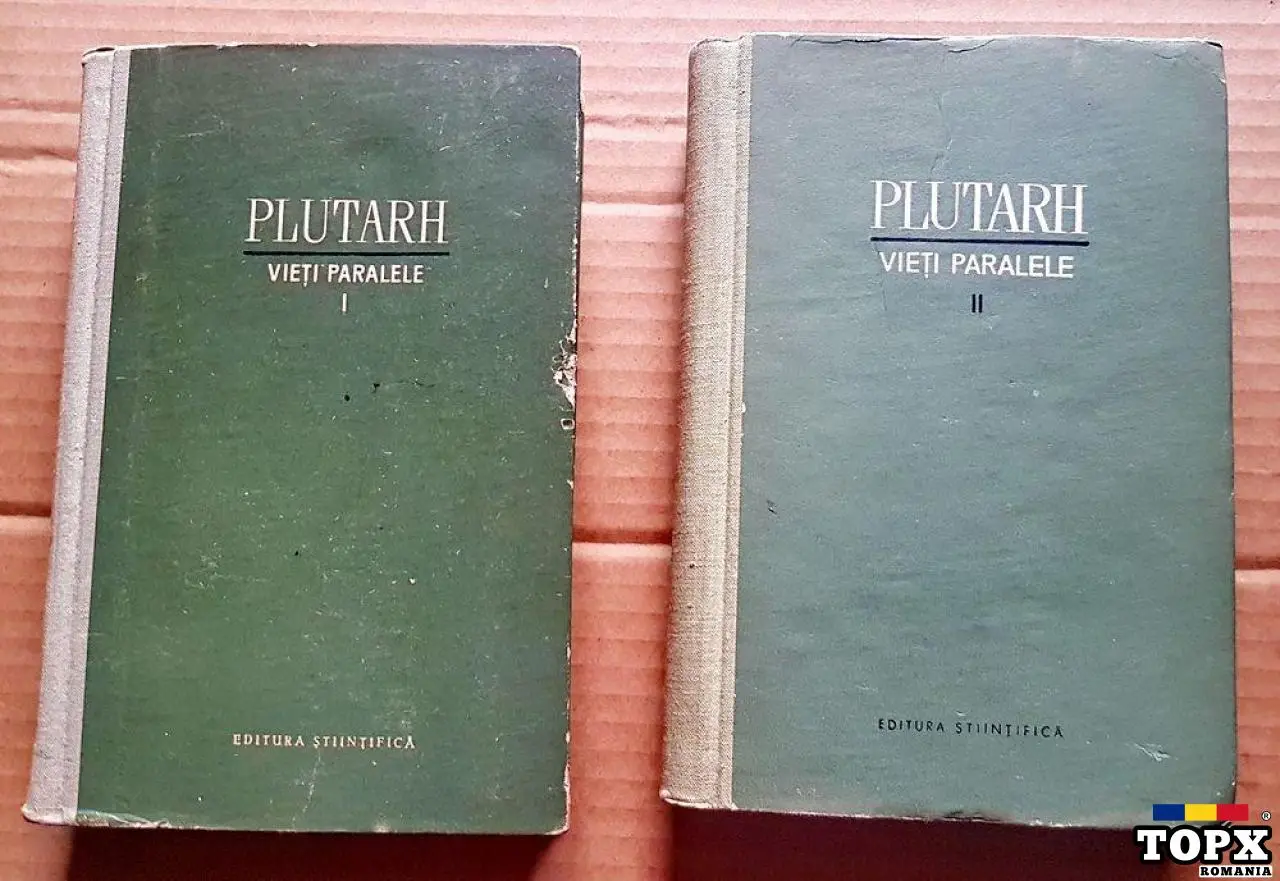 PLUTARH
VIEȚI PARALELE
I
EDITURA ȘTIINȚIFICĂ
PLUTARH
VIEȚI PARALELE
II
EDITURA ȘTIINȚIFICĂ
TOPX®
ROMANIA